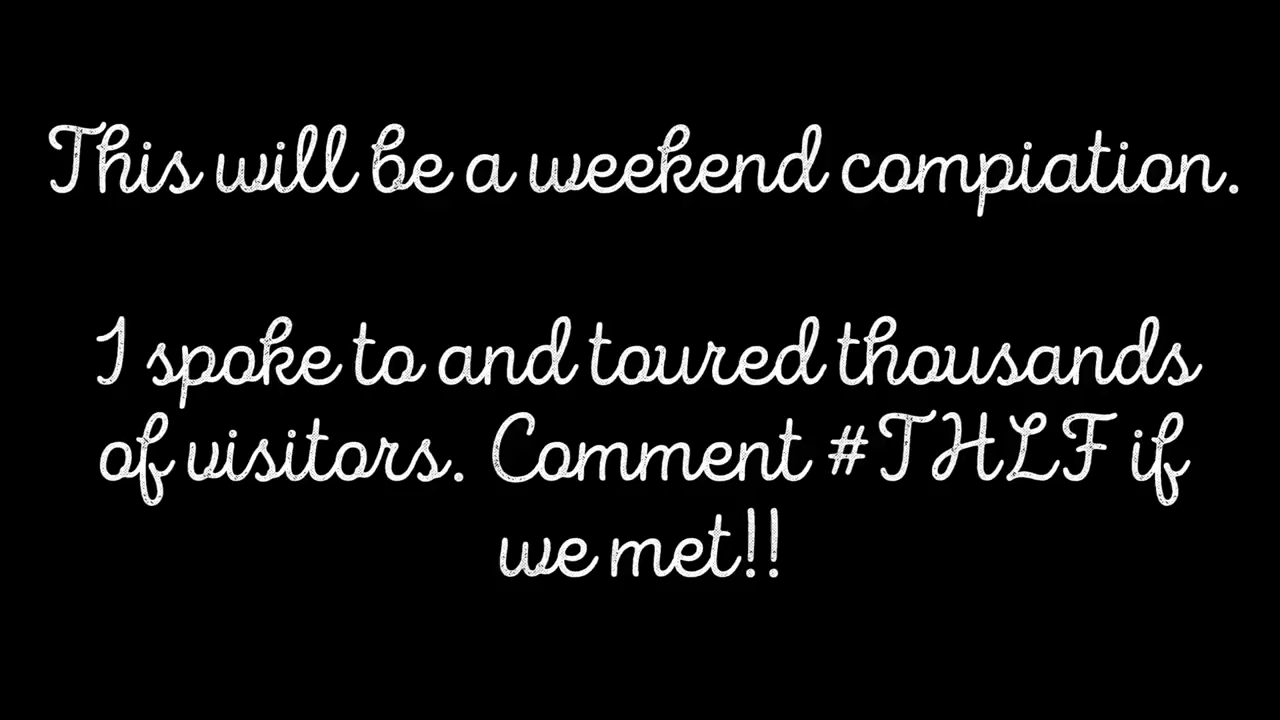 This will be a weekend compiation.
I spoke to and toured thousands
of visitors. Comment #THLF if
we met!!